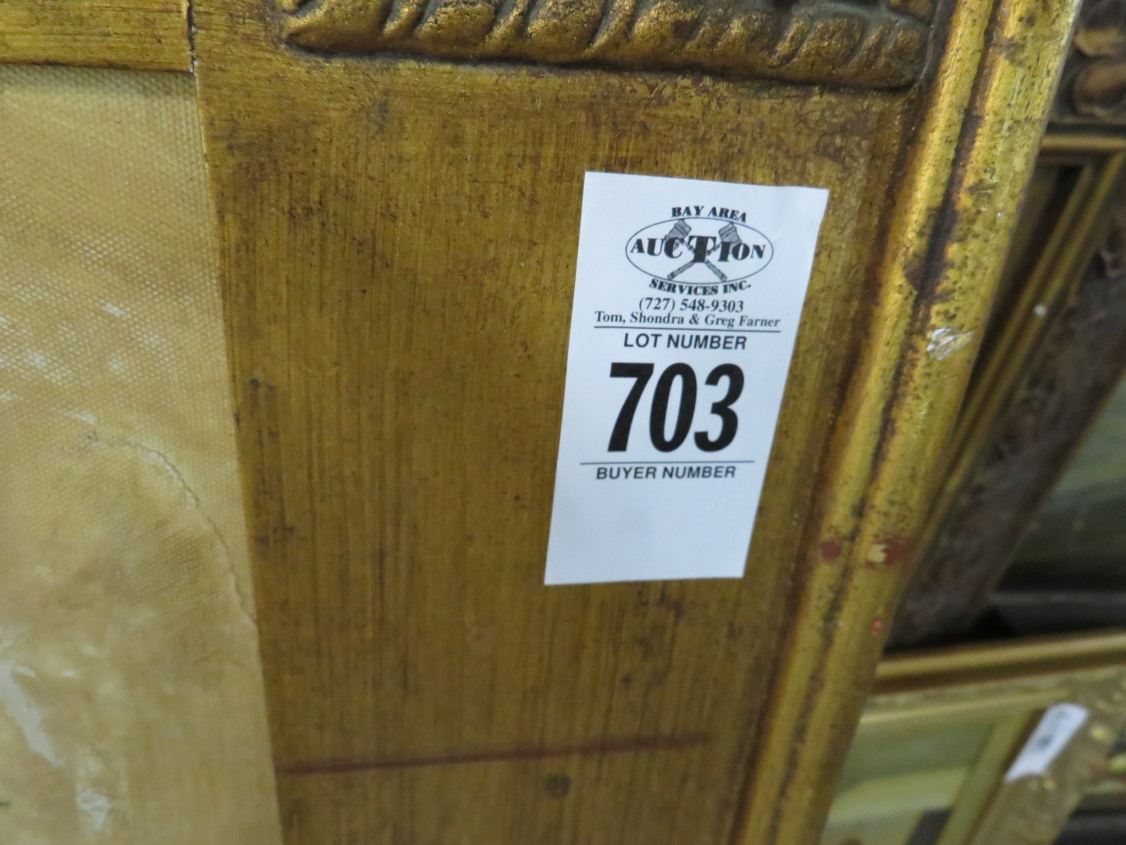 BAY AREA
AUCTION
SERVICES INC.
(727) 548-9303
Tom, Shondra & Greg Farner
LOT NUMBER
703
BUYER NUMBER